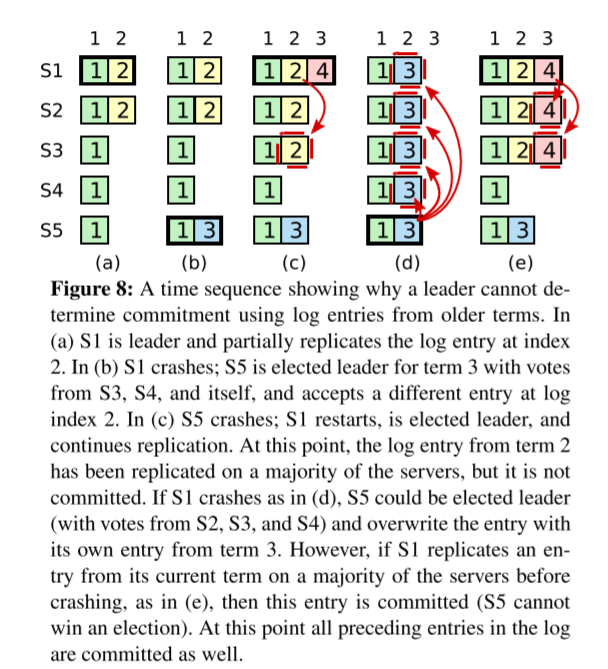 1 2 1 2 1 2 3 1 2 3 1 2 3
S1 1 2 1 2 1 2 4 1 3 1 2 4
S2 1 2 1 2 1 2 1 3 1 2 4
S3 1 1 1 2 1 3 1 2 4
S4 1 1 1 1 3 1
S5 1 1 3 1 3 1 3 1 3
(a) (b) (c) (d) (e)
Figure 8: A time sequence showing why a leader cannot de-
termine commitment using log entries from older terms. In
(a) S1 is leader and partially replicates the log entry at index
2. In (b) S1 crashes; S5 is elected leader for term 3 with votes
from S3, S4, and itself, and accepts a different entry at log
index 2. In (c) S5 crashes; S1 restarts, is elected leader, and
continues replication. At this point, the log entry from term 2
has been replicated on a majority of the servers, but it is not
committed. If S1 crashes as in (d), S5 could be elected leader
(with votes from S2, S3, and S4) and overwrite the entry with
its own entry from term 3. However, if S1 replicates an en-
try from its current term on a majority of the servers before
crashing, as in (e), then this entry is committed (S5 cannot
win an election). At this point all preceding entries in the log
are committed as well.